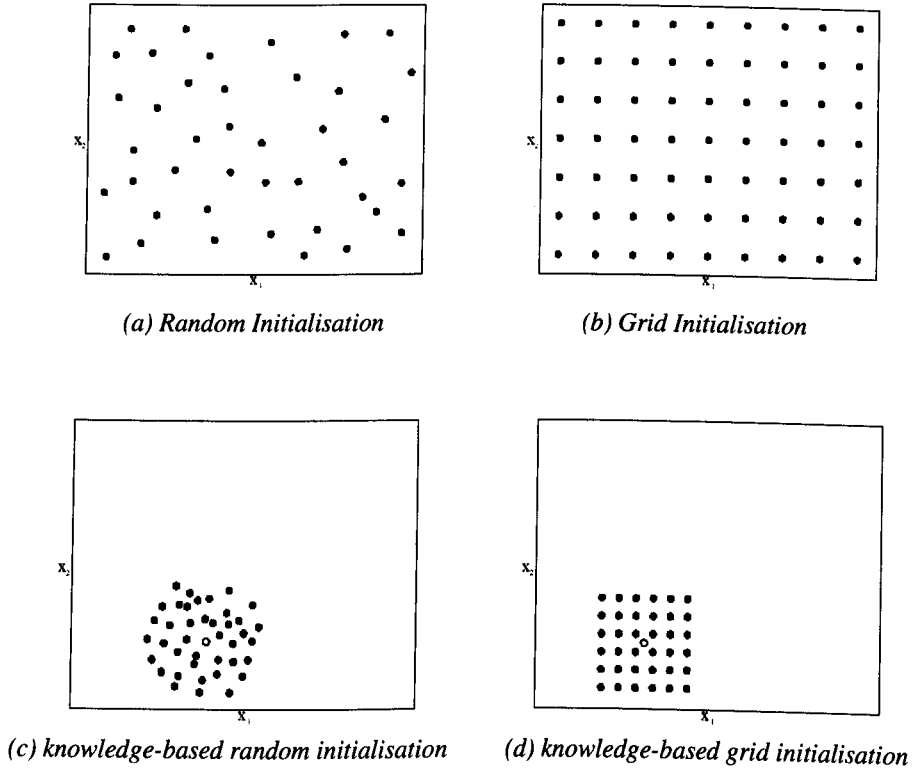 x₂
x₁
(a) Random Initialisation
x₂
x₁
(b) Grid Initialisation
x₂
x₁
(c) knowledge-based random initialisation
x₂
x₁
(d) knowledge-based grid initialisation